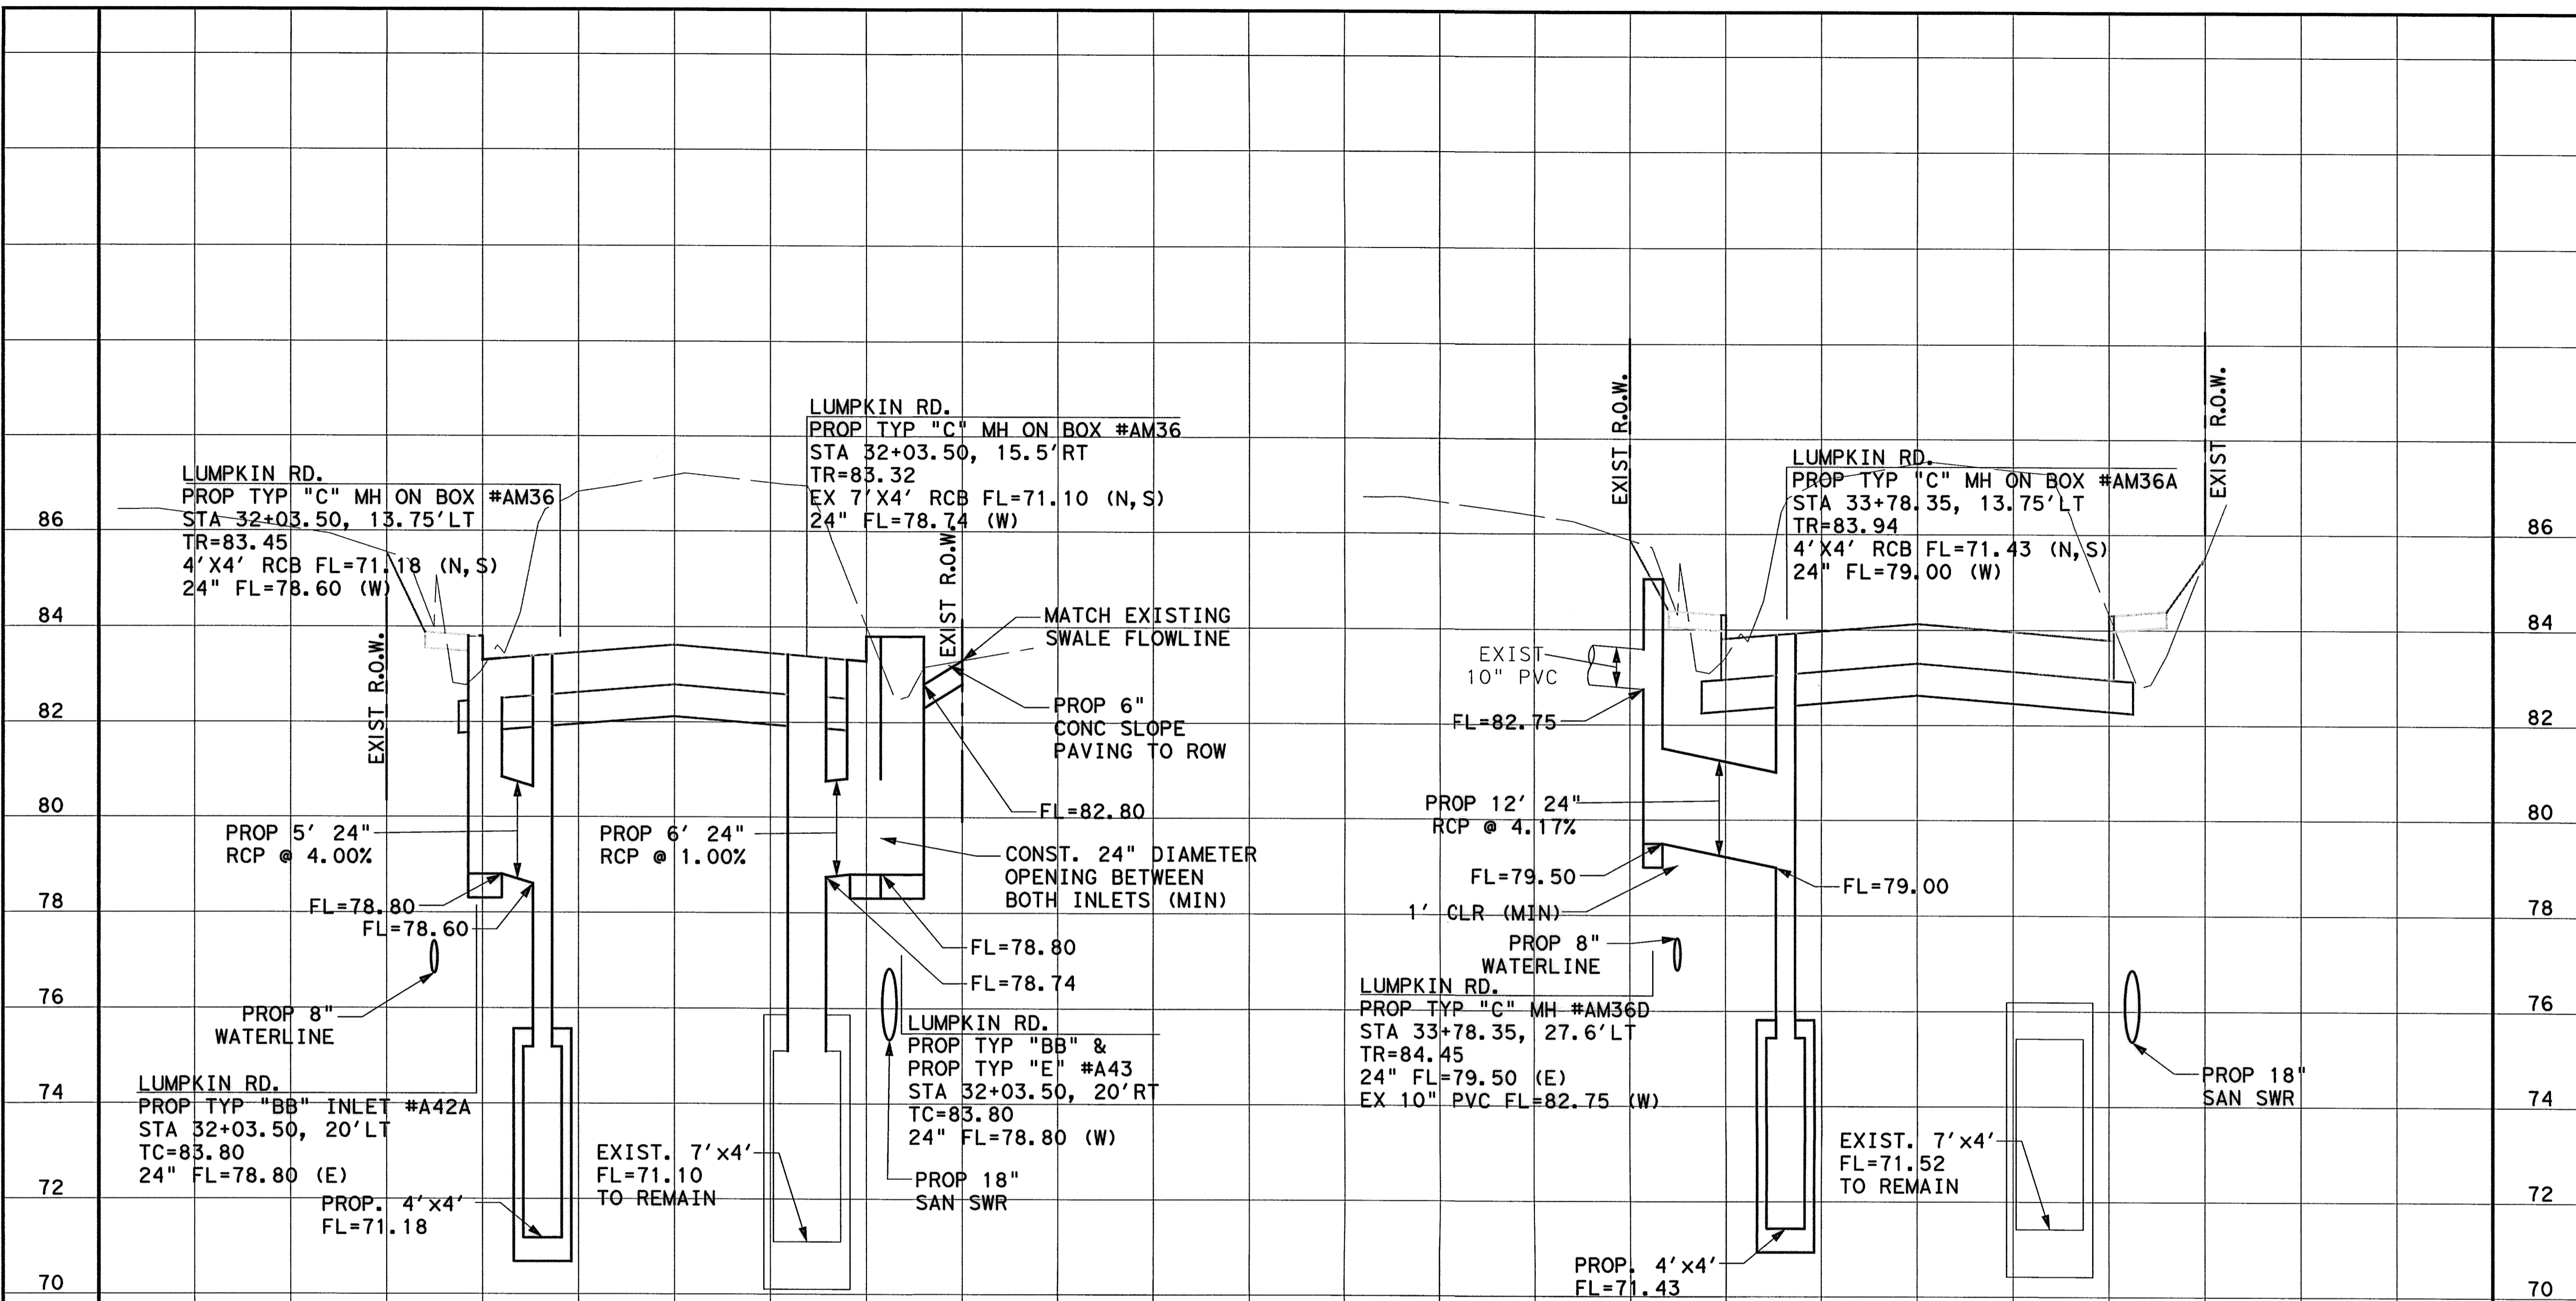 LUMPKIN RD.
PROP TYP "C" MH ON BOX #AM36
STA 32+03.50, 13.75'LT
TR=83.45
4'X4' RCB FL=71.18 (N,S)
24" FL=78.60 (W)
LUMPKIN RD.
PROP TYP "C" MH ON BOX #AM36
STA 32+03.50, 15.5'RT
TR=83.32
EX 7'X4' RCB FL=71.10 (N,S)
24" FL=78.74 (W)
EXIST R.O.W.
EXIST R.O.W.
MATCH EXISTING
SWALE FLOWLINE
PROP 6"
CONC SLOPE
PAVING TO ROW
FL=82.80
PROP 5' 24"
RCP @ 4.00%
PROP 6' 24"
RCP @ 1.00%
CONST. 24" DIAMETER
OPENING BETWEEN
BOTH INLETS (MIN)
FL=78.80
FL=78.60
FL=78.80
FL=78.74
PROP 8"
WATERLINE
LUMPKIN RD.
PROP TYP "BB" INLET #A42A
STA 32+03.50, 20'LT
TC=83.80
24" FL=78.80 (E)
PROP. 4'x4'
FL=71.18
EXIST. 7'x4'
FL=71.10
TO REMAIN
LUMPKIN RD.
PROP TYP "BB" &
PROP TYP "E" #A43
STA 32+03.50, 20'RT
TC=83.80
24" FL=78.80 (W)
PROP 18"
SAN SWR
EXIST R.O.W.
EXIST R.O.W.
LUMPKIN RD.
PROP TYP "C" MH ON BOX #AM36A
STA 33+78.35, 13.75'LT
TR=83.94
4'X4' RCB FL=71.43 (N,S)
24" FL=79.00 (W)
EXIST
10" PVC
FL=82.75
PROP 12' 24"
RCP @ 4.17%
FL=79.50
FL=79.00
1' CLR (MIN)
PROP 8"
WATERLINE
LUMPKIN RD.
PROP TYP "C" MH #AM36D
STA 33+78.35, 27.6'LT
TR=84.45
24" FL=79.50 (E)
EX 10" PVC FL=82.75 (W)
PROP 18"
SAN SWR
EXIST. 7'x4'
FL=71.52
TO REMAIN
PROP. 4'x4'
FL=71.43
86
84
82
80
78
76
74
72
70
86
84
82
80
78
76
74
72
70